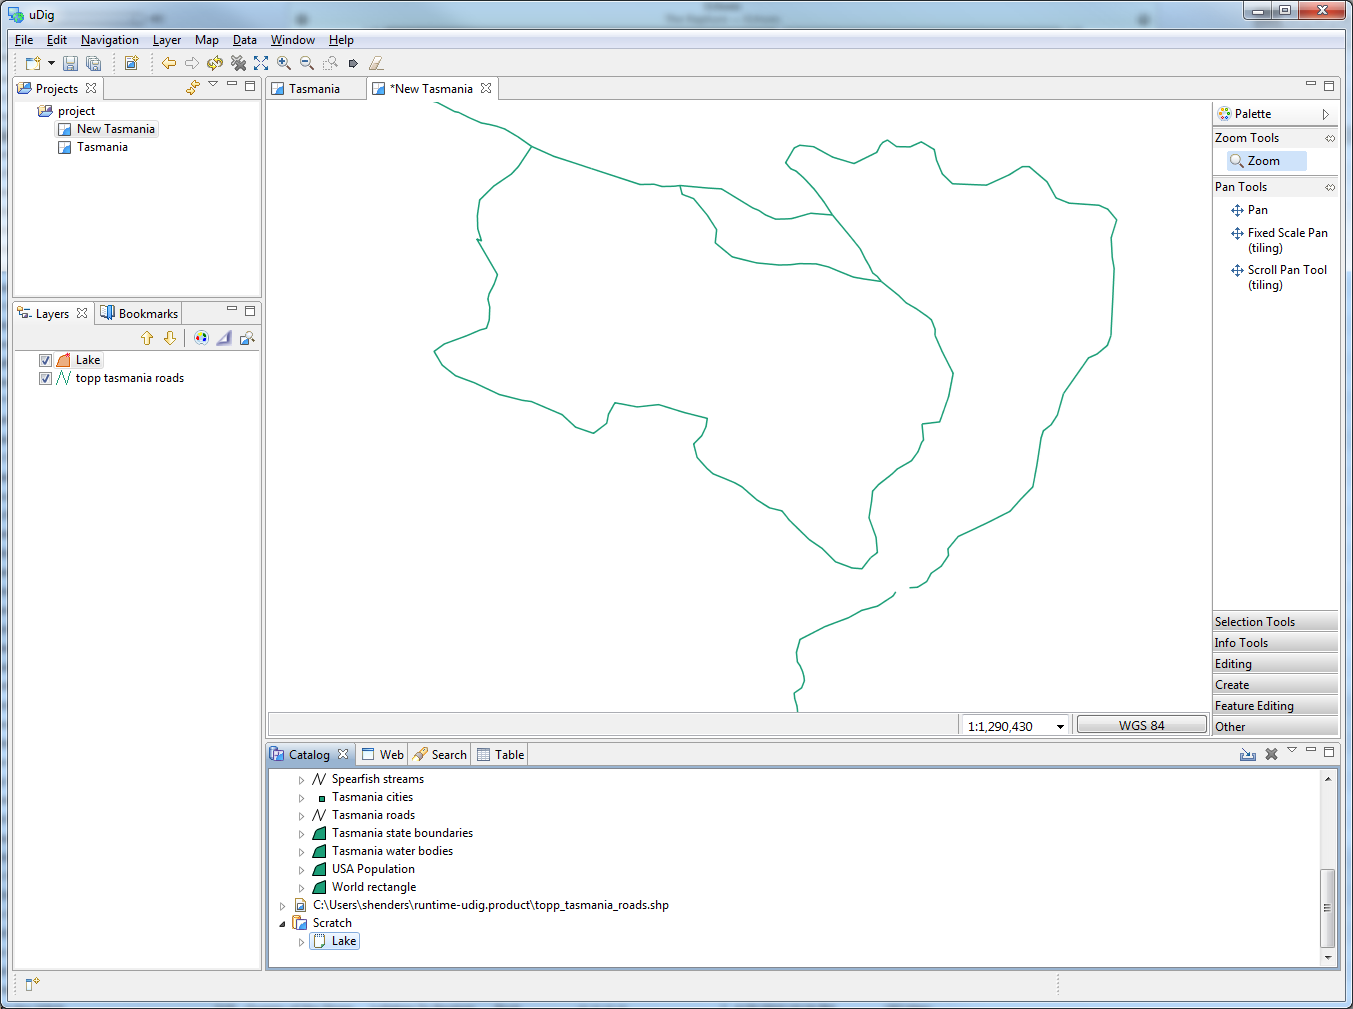 uDig
File Edit Navigation Layer Map Data Window Help
Projects
project
New Tasmania
Tasmania
Layers
Bookmarks
Lake
topp tasmania roads
Tasmania
*New Tasmania
1:1,290,430
WGS 84
Palette
Zoom Tools
Zoom
Pan Tools
Pan
Fixed Scale Pan
(tiling)
Scroll Pan Tool
(tiling)
Selection Tools
Info Tools
Editing
Create
Feature Editing
Other
Catalog
Web
Search
Table
Spearfish streams
Tasmania cities
Tasmania roads
Tasmania state boundaries
Tasmania water bodies
USA Population
World rectangle
C:\Users\shenders\runtime-udig.product\topp_tasmania_roads.shp
Scratch
Lake